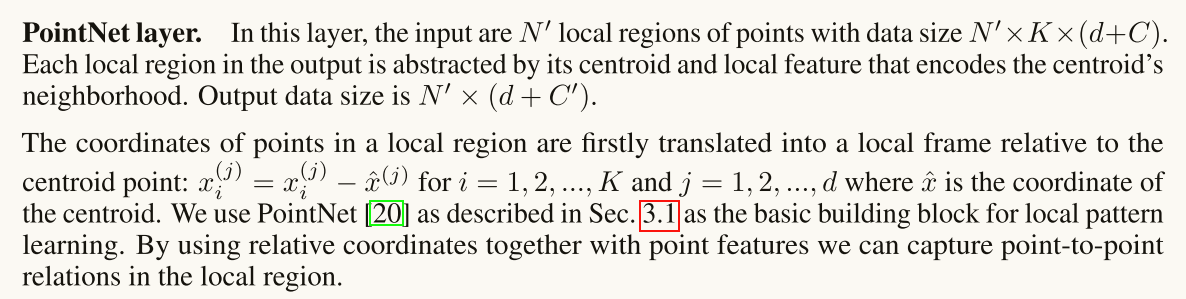 PointNet layer. In this layer, the input are N′ local regions of points with data size N′×K×(d+C).
Each local region in the output is abstracted by its centroid and local feature that encodes the centroid's
neighborhood. Output data size is N′ × (d + C′).
The coordinates of points in a local region are firstly translated into a local frame relative to the
centroid point: x_i^(j) = x_i^(j) − x̂^(j) for i = 1, 2, ..., K and j = 1, 2, ..., d where x̂ is the coordinate of
the centroid. We use PointNet [20] as described in Sec. 3.1 as the basic building block for local pattern
learning. By using relative coordinates together with point features we can capture point-to-point
relations in the local region.